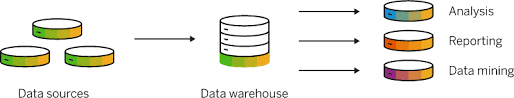 Analysis
Reporting
Data mining
Data sources
Data warehouse